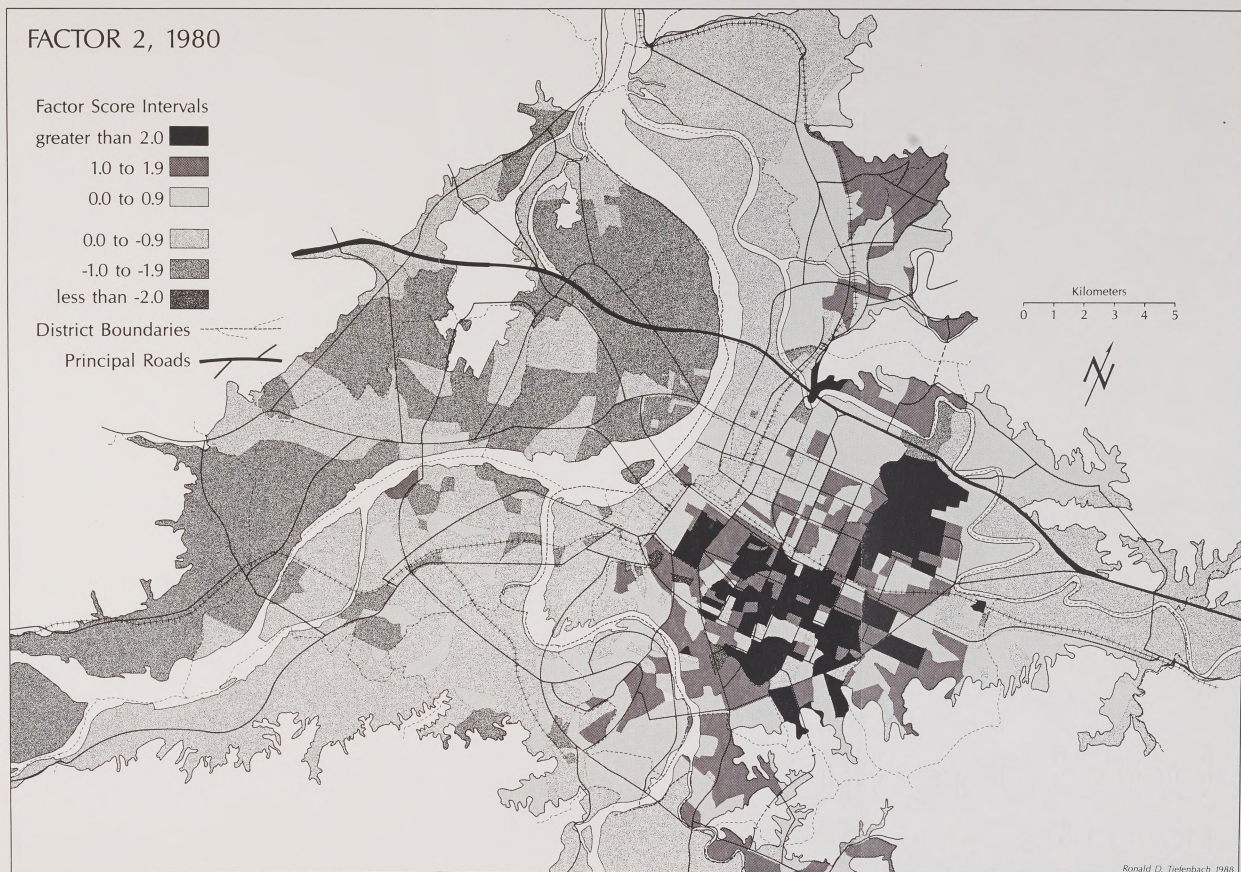 FACTOR 2, 1980
Factor Score Intervals
greater than 2.0
1.0 to 1.9
0.0 to 0.9
0.0 to -0.9
-1.0 to -1.9
less than -2.0
District Boundaries
Principal Roads
Kilometers
0 1 2 3 4 5
N
Ronald D. Tiefenbach 1988